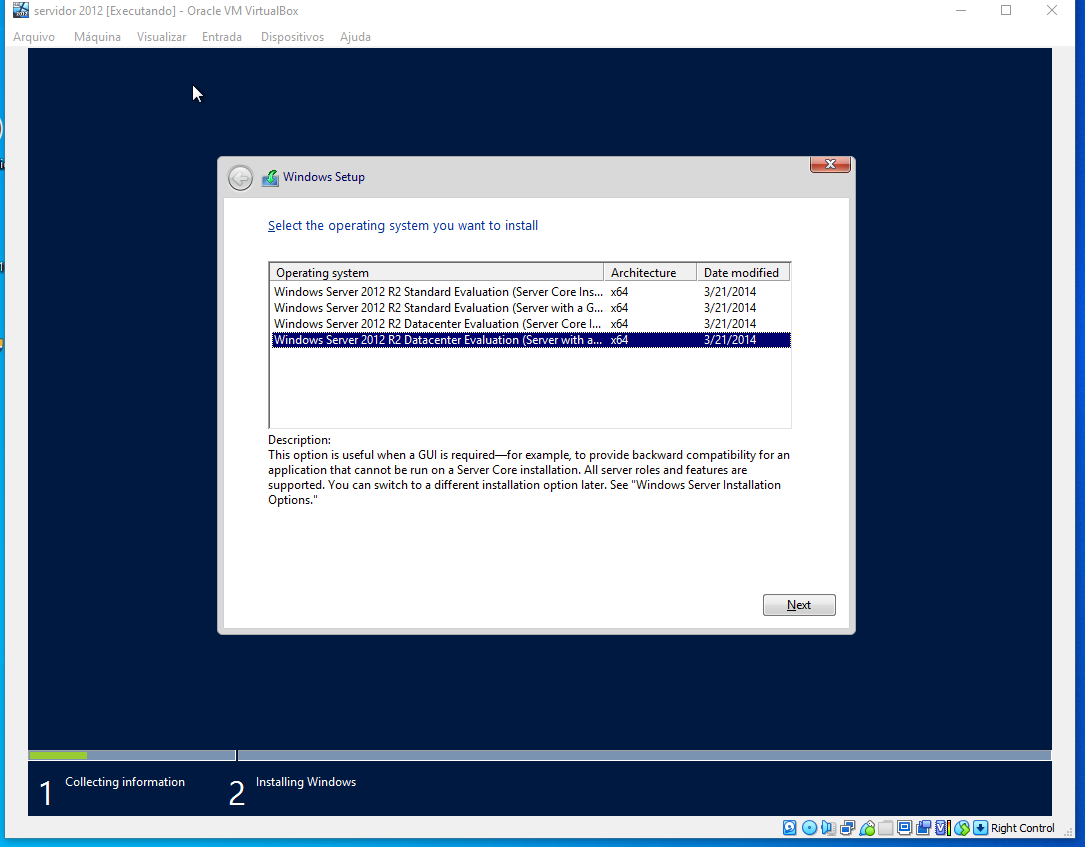 servidor 2012 [Executando] - Oracle VM VirtualBox
Arquivo Máquina Visualizar Entrada Dispositivos Ajuda
Windows Setup
Select the operating system you want to install
Operating system Architecture Date modified
Windows Server 2012 R2 Standard Evaluation (Server Core Ins... x64 3/21/2014
Windows Server 2012 R2 Standard Evaluation (Server with a G... x64 3/21/2014
Windows Server 2012 R2 Datacenter Evaluation (Server Core I... x64 3/21/2014
Windows Server 2012 R2 Datacenter Evaluation (Server with a... x64 3/21/2014
Description:
This option is useful when a GUI is required—for example, to provide backward compatibility for an
application that cannot be run on a Server Core installation. All server roles and features are
supported. You can switch to a different installation option later. See "Windows Server Installation
Options."
Next
1 Collecting information 2 Installing Windows
Right Control